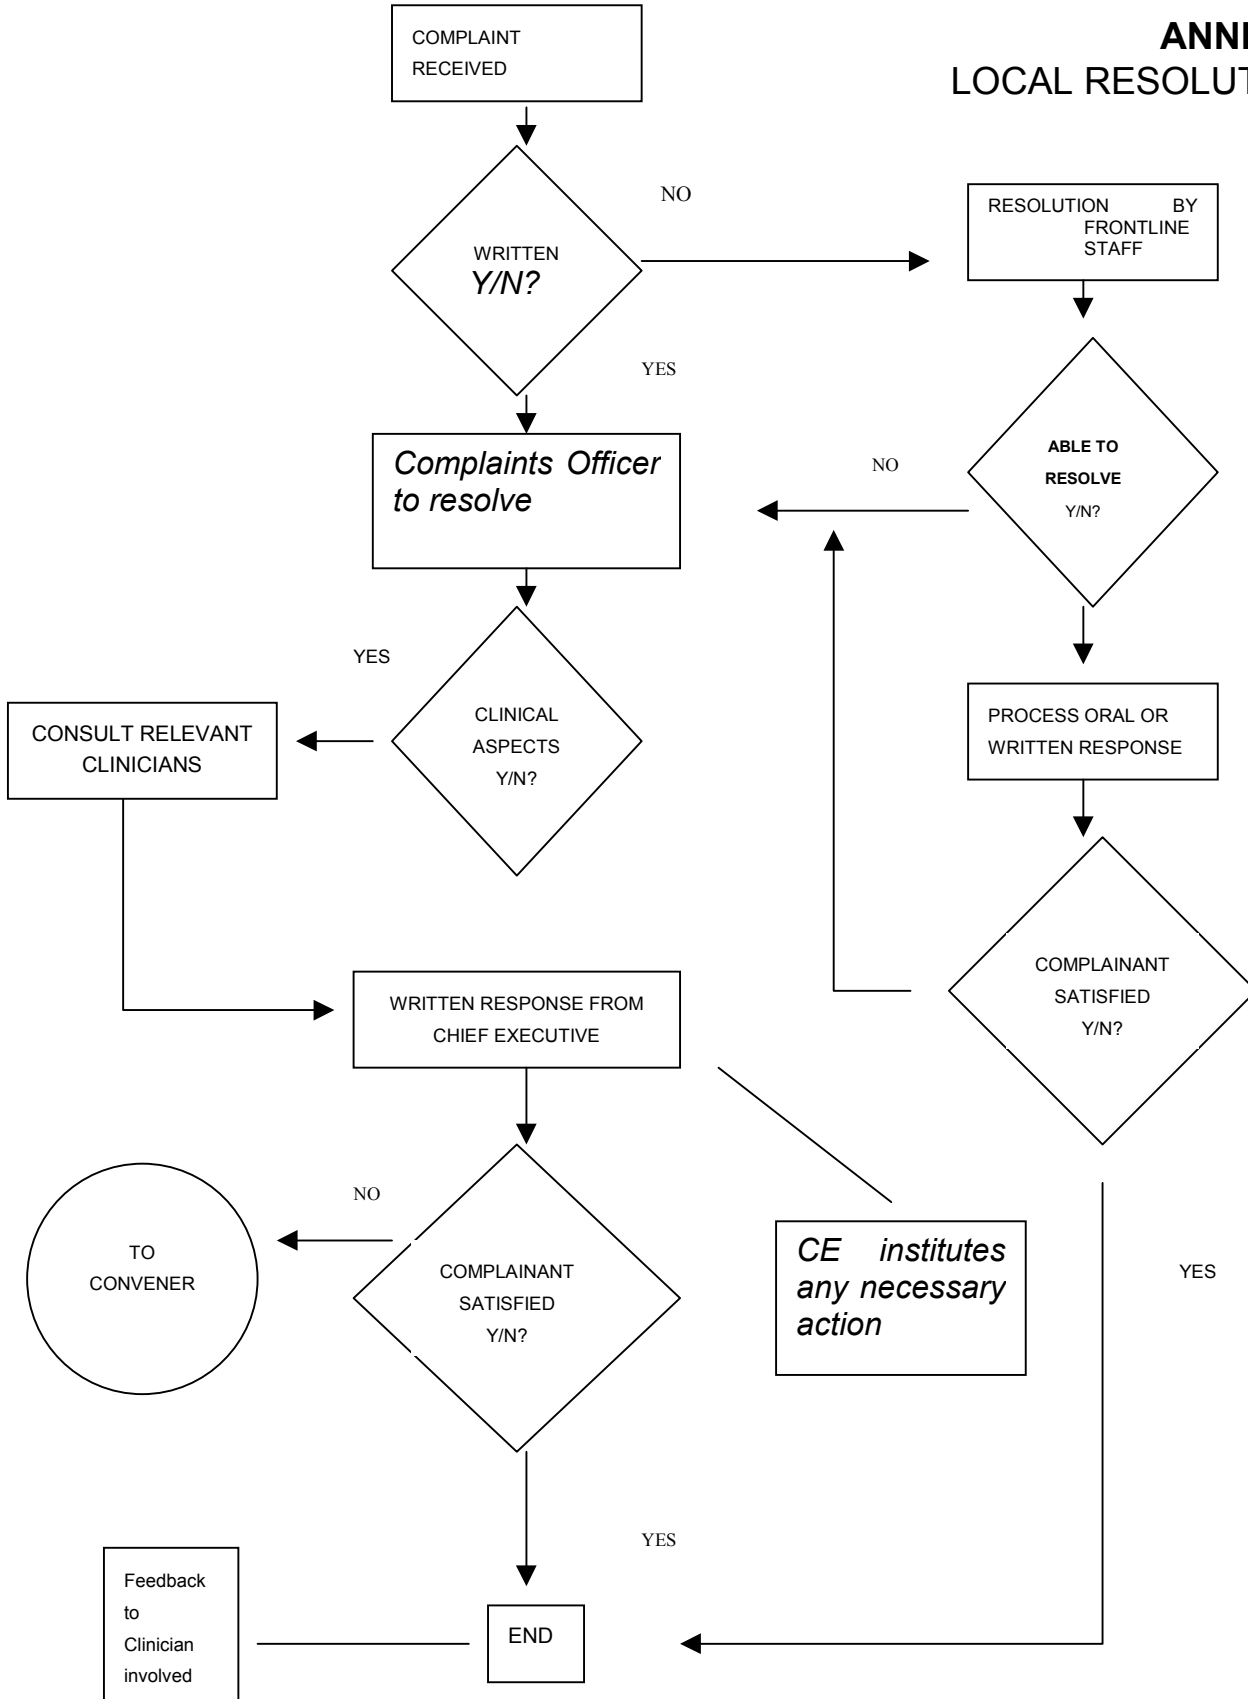 COMPLAINT
RECEIVED
LOCAL RESOLUT
WRITTEN
Y/N?
NO
RESOLUTION BY
FRONTLINE
STAFF
YES
Complaints Officer
to resolve
NO
ABLE TO
RESOLVE
Y/N?
YES
CLINICAL
ASPECTS
Y/N?
CONSULT RELEVANT
CLINICIANS
PROCESS ORAL OR
WRITTEN RESPONSE
COMPLAINANT
SATISFIED
Y/N?
WRITTEN RESPONSE FROM
CHIEF EXECUTIVE
NO
TO
CONVENER
COMPLAINANT
SATISFIED
Y/N?
CE institutes
any necessary
action
YES
YES
Feedback
to
Clinician
involved
END